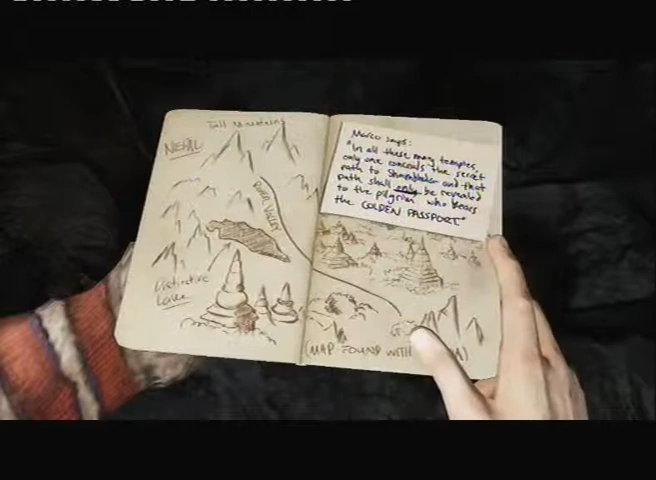 Tall Mountains
NEPAL
River Valley
Distinctive
Lake
Marco says:
"In all these many temples,
only one conceals the secret
path to Shambhala and that
path shall only be revealed
to the pilgrim who bears
the GOLDEN PASSPORT"
(MAP FOUND WITH